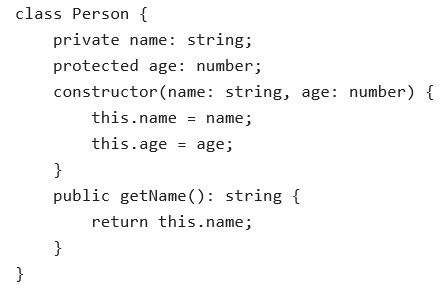 class Person {
    private name: string;
    protected age: number;
    constructor(name: string, age: number) {
        this.name = name;
        this.age = age;
    }
    public getName(): string {
        return this.name;
    }
}